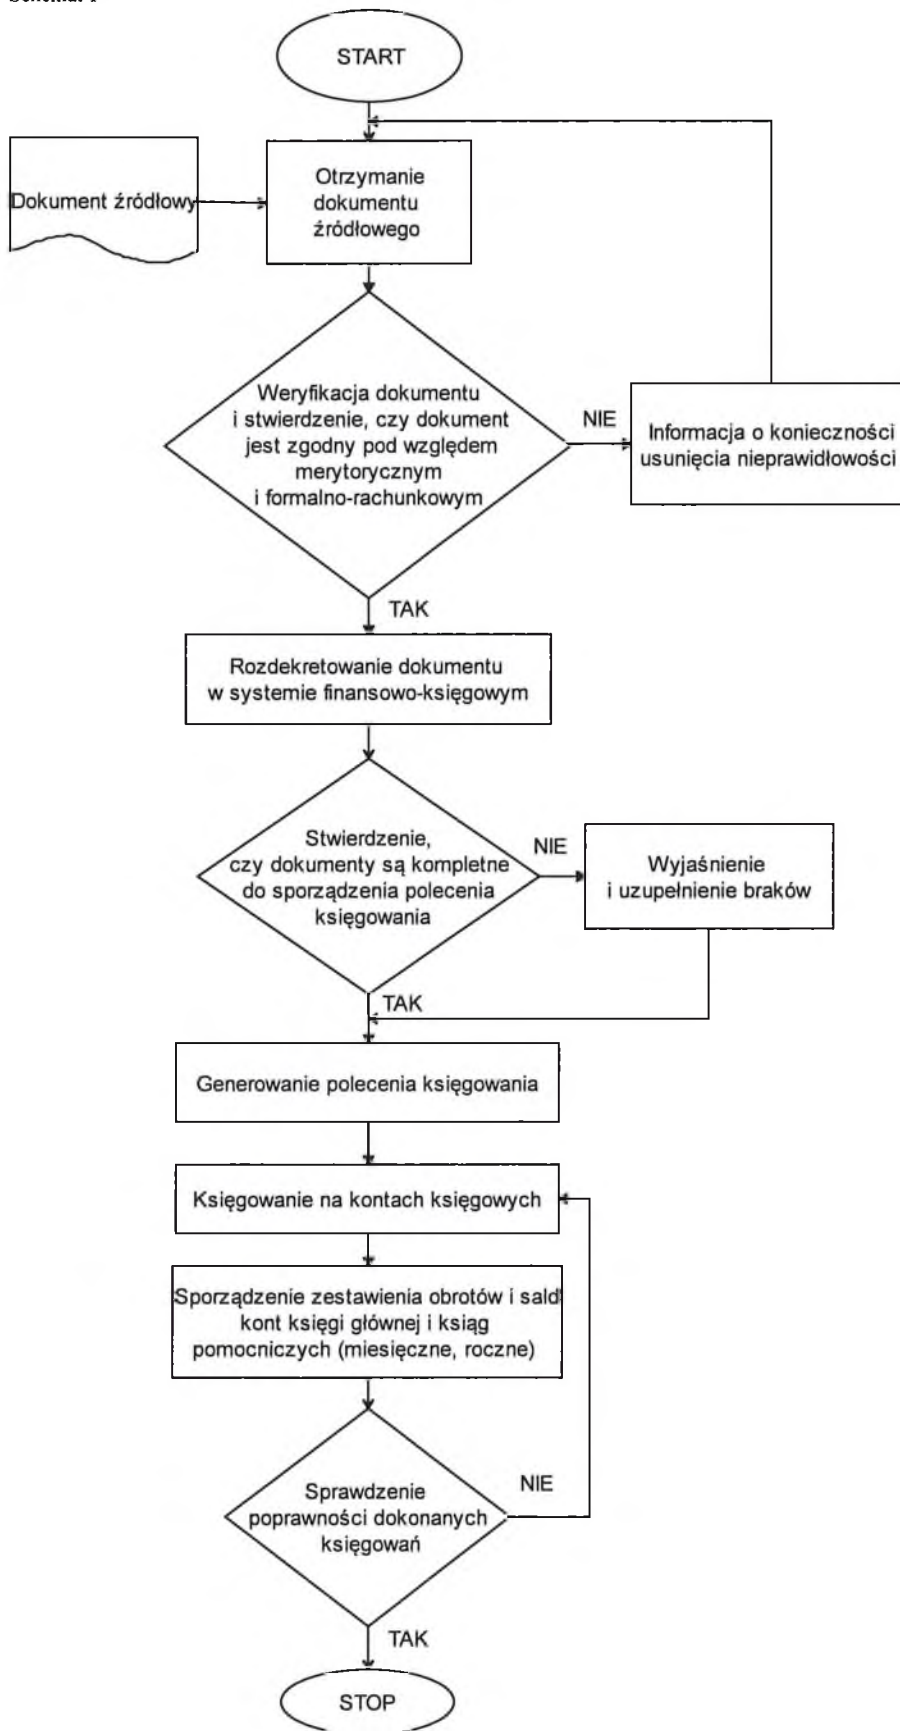 START
Dokument źródłowy
Otrzymanie
dokumentu
źródłowego
Weryfikacja dokumentu
i stwierdzenie, czy dokument
jest zgodny pod względem
merytorycznym
i formalno-rachunkowym
NIE
Informacja o konieczności
usunięcia nieprawidłowości
TAK
Rozdekretowanie dokumentu
w systemie finansowo-księgowym
Stwierdzenie,
czy dokumenty są kompletne
do sporządzenia polecenia
księgowania
NIE
Wyjaśnienie
i uzupełnienie braków
TAK
Generowanie polecenia księgowania
Księgowanie na kontach księgowych
Sporządzenie zestawienia obrotów i sald
kont księgi głównej i ksiąg
pomocniczych (miesięczne, roczne)
Sprawdzenie
poprawności dokonanych
księgowań
NIE
TAK
STOP